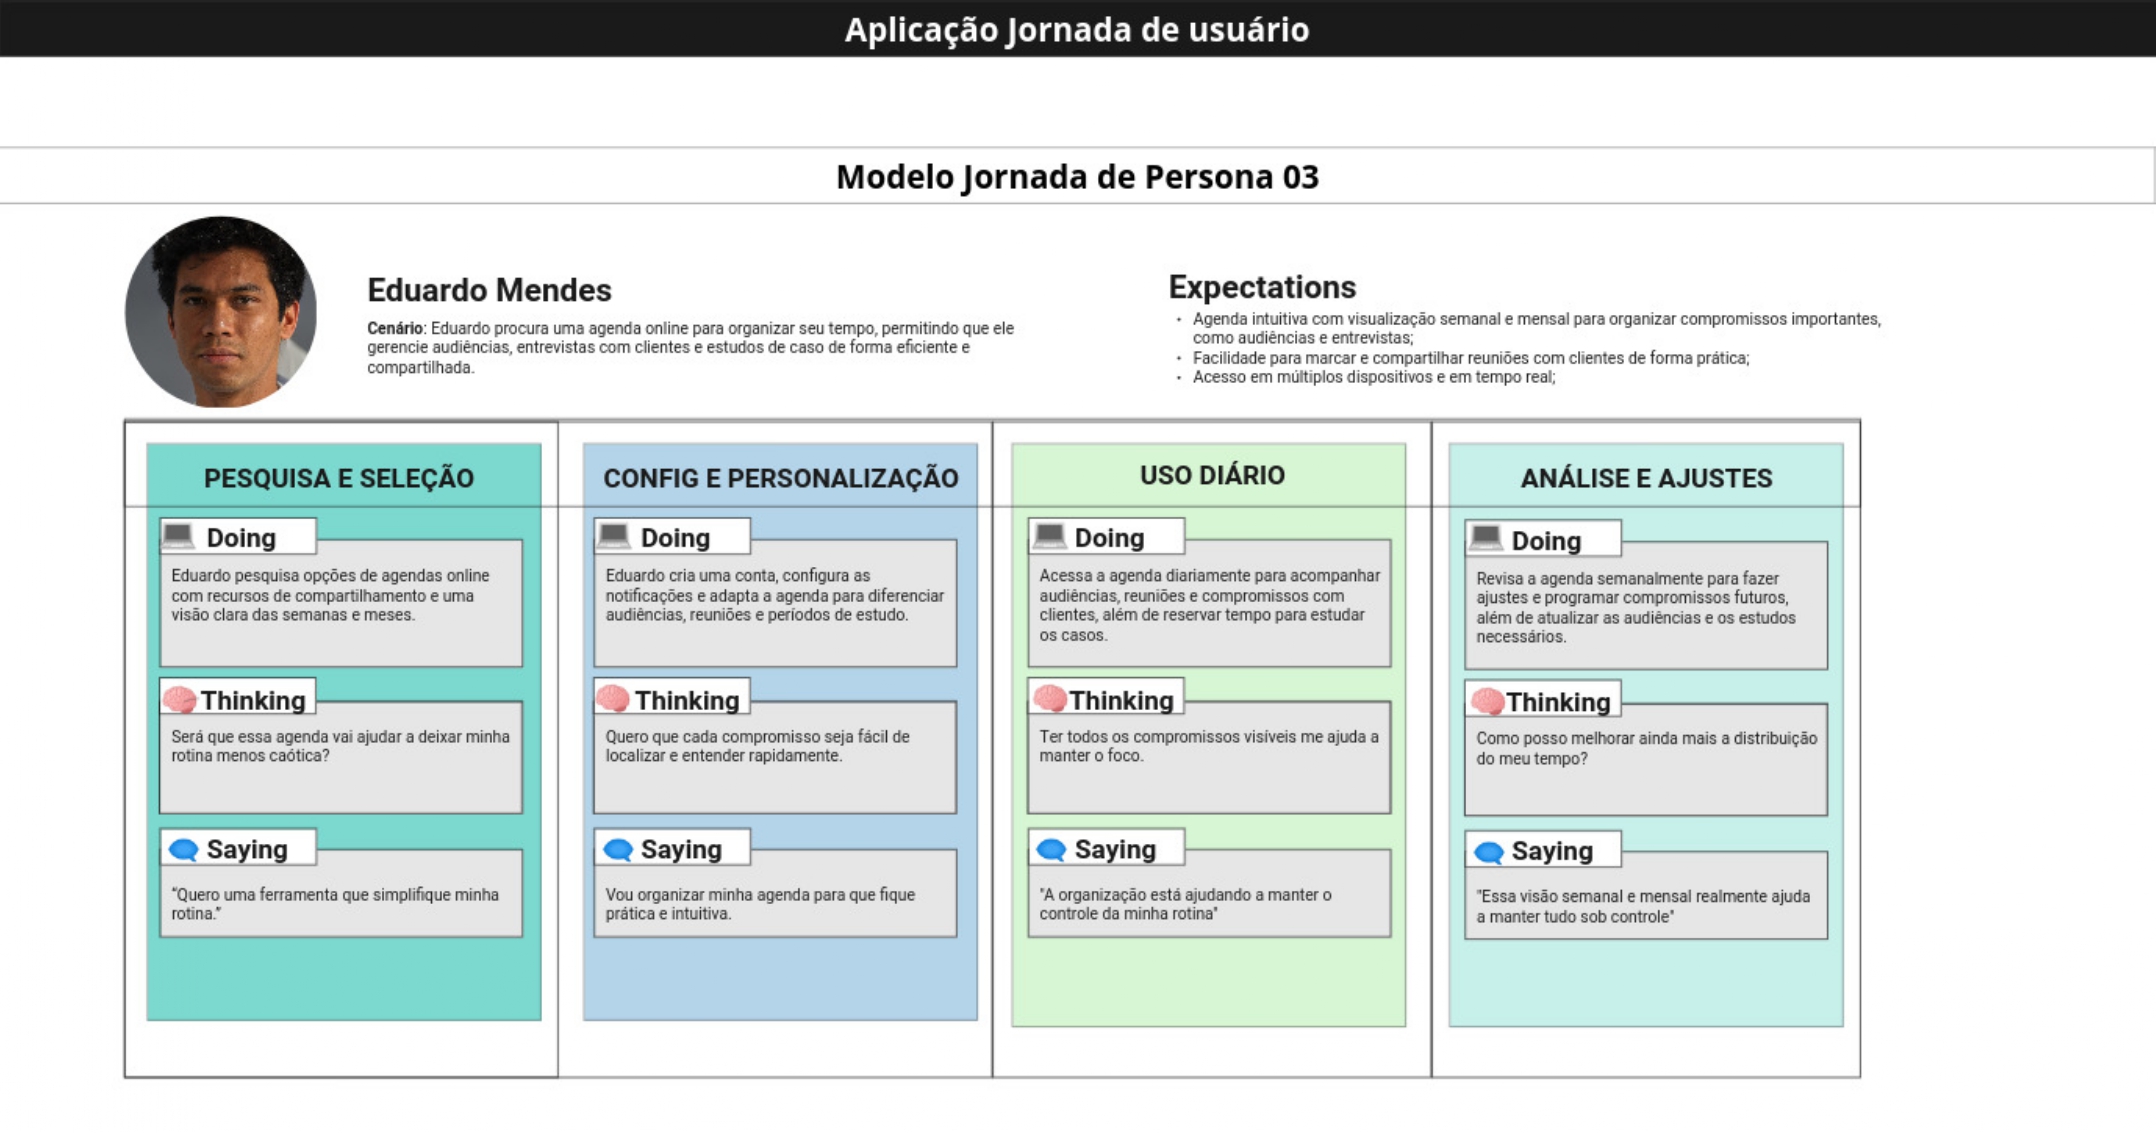 Aplicação Jornada de usuário
Modelo Jornada de Persona 03
Eduardo Mendes
Cenário: Eduardo procura uma agenda online para organizar seu tempo, permitindo que ele
gerencie audiências, entrevistas com clientes e estudos de caso de forma eficiente e
compartilhada.
Expectations
• Agenda intuitiva com visualização semanal e mensal para organizar compromissos importantes,
como audiências e entrevistas;
• Facilidade para marcar e compartilhar reuniões com clientes de forma prática;
• Acesso em múltiplos dispositivos e em tempo real;
PESQUISA E SELEÇÃO
Doing
Eduardo pesquisa opções de agendas online
com recursos de compartilhamento e uma
visão clara das semanas e meses.
Thinking
Será que essa agenda vai ajudar a deixar minha
rotina menos caótica?
Saying
“Quero uma ferramenta que simplifique minha
rotina.”
CONFIG E PERSONALIZAÇÃO
Doing
Eduardo cria uma conta, configura as
notificações e adapta a agenda para diferenciar
audiências, reuniões e períodos de estudo.
Thinking
Quero que cada compromisso seja fácil de
localizar e entender rapidamente.
Saying
Vou organizar minha agenda para que fique
prática e intuitiva.
USO DIÁRIO
Doing
Acessa a agenda diariamente para acompanhar
audiências, reuniões e compromissos com
clientes, além de reservar tempo para estudar
os casos.
Thinking
Ter todos os compromissos visíveis me ajuda a
manter o foco.
Saying
"A organização está ajudando a manter o
controle da minha rotina"
ANÁLISE E AJUSTES
Doing
Revisa a agenda semanalmente para fazer
ajustes e programar compromissos futuros,
além de atualizar as audiências e os estudos
necessários.
Thinking
Como posso melhorar ainda mais a distribuição
do meu tempo?
Saying
"Essa visão semanal e mensal realmente ajuda
a manter tudo sob controle"